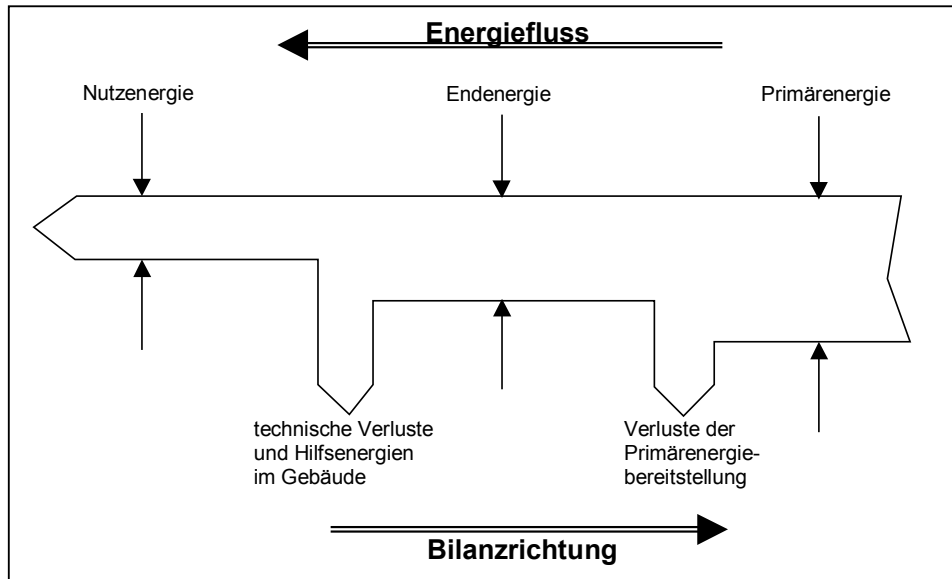 Energiefluss
Nutzenergie
Endenergie
Primärenergie
technische Verluste
und Hilfsenergien
im Gebäude
Verluste der
Primärenergie-
bereitstellung
Bilanzrichtung